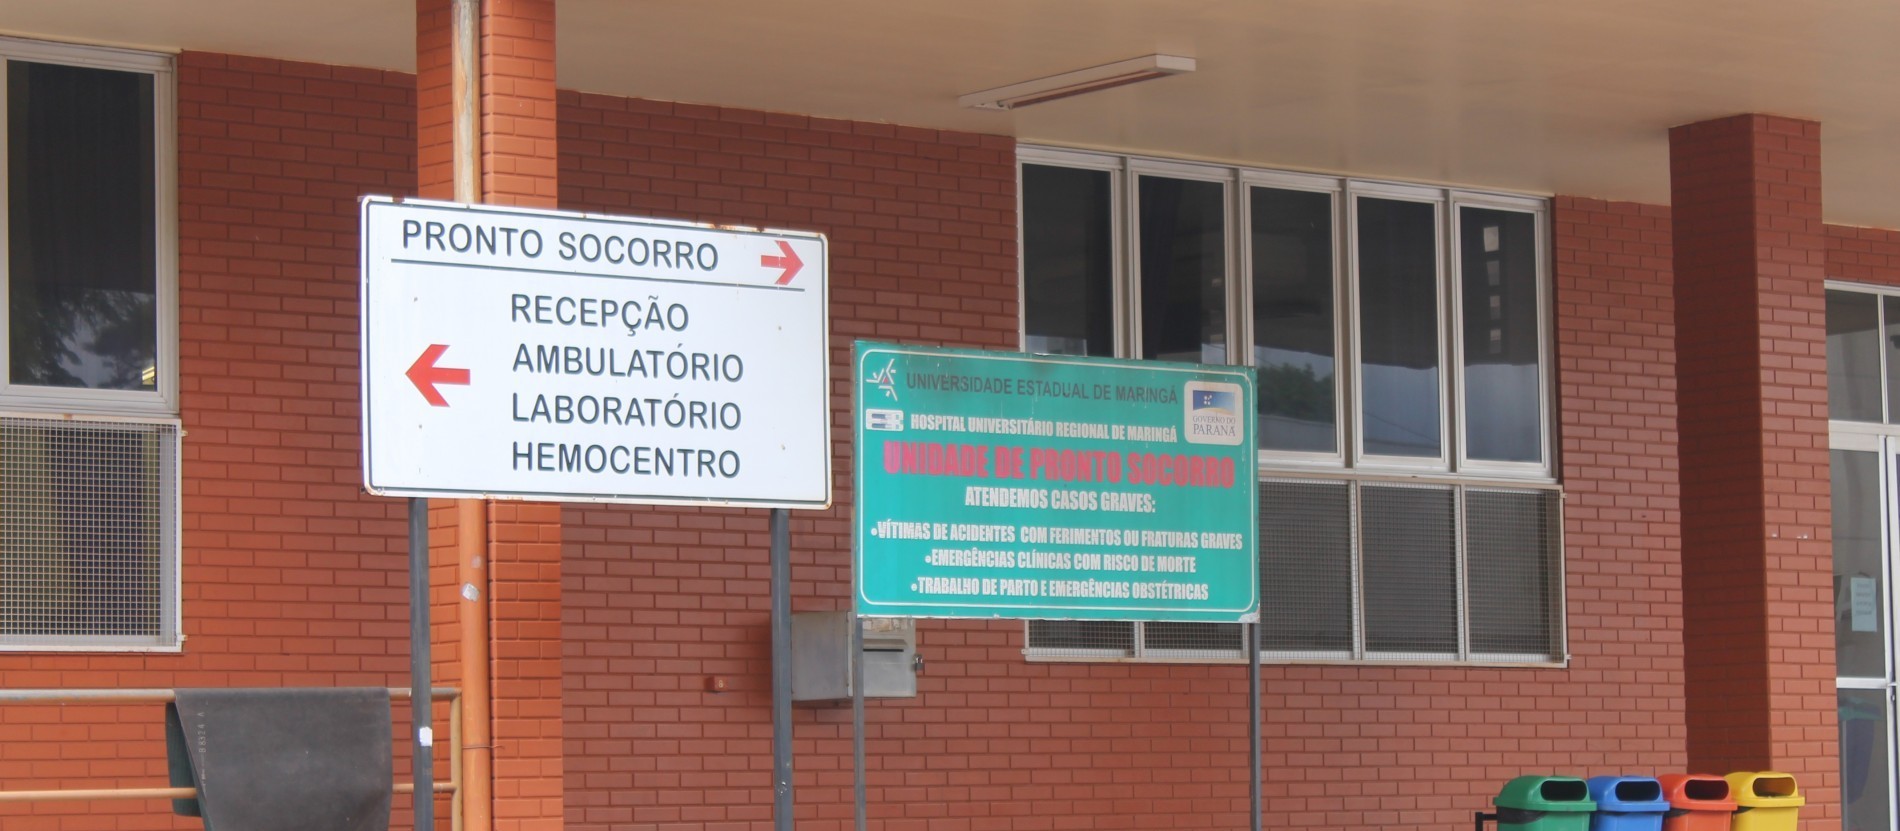 PRONTO SOCORRO
RECEPÇÃO
AMBULATÓRIO
LABORATÓRIO
HEMOCENTRO
UNIVERSIDADE ESTADUAL DE MARINGÁ
HOSPITAL UNIVERSITÁRIO REGIONAL DE MARINGÁ
GOVERNO DO
PARANÁ
UNIDADE DE PRONTO SOCORRO
ATENDEMOS CASOS GRAVES:
•VÍTIMAS DE ACIDENTES COM FERIMENTOS OU FRATURAS GRAVES
•EMERGÊNCIAS CLÍNICAS COM RISCO DE MORTE
•TRABALHO DE PARTO E EMERGÊNCIAS OBSTÉTRICAS